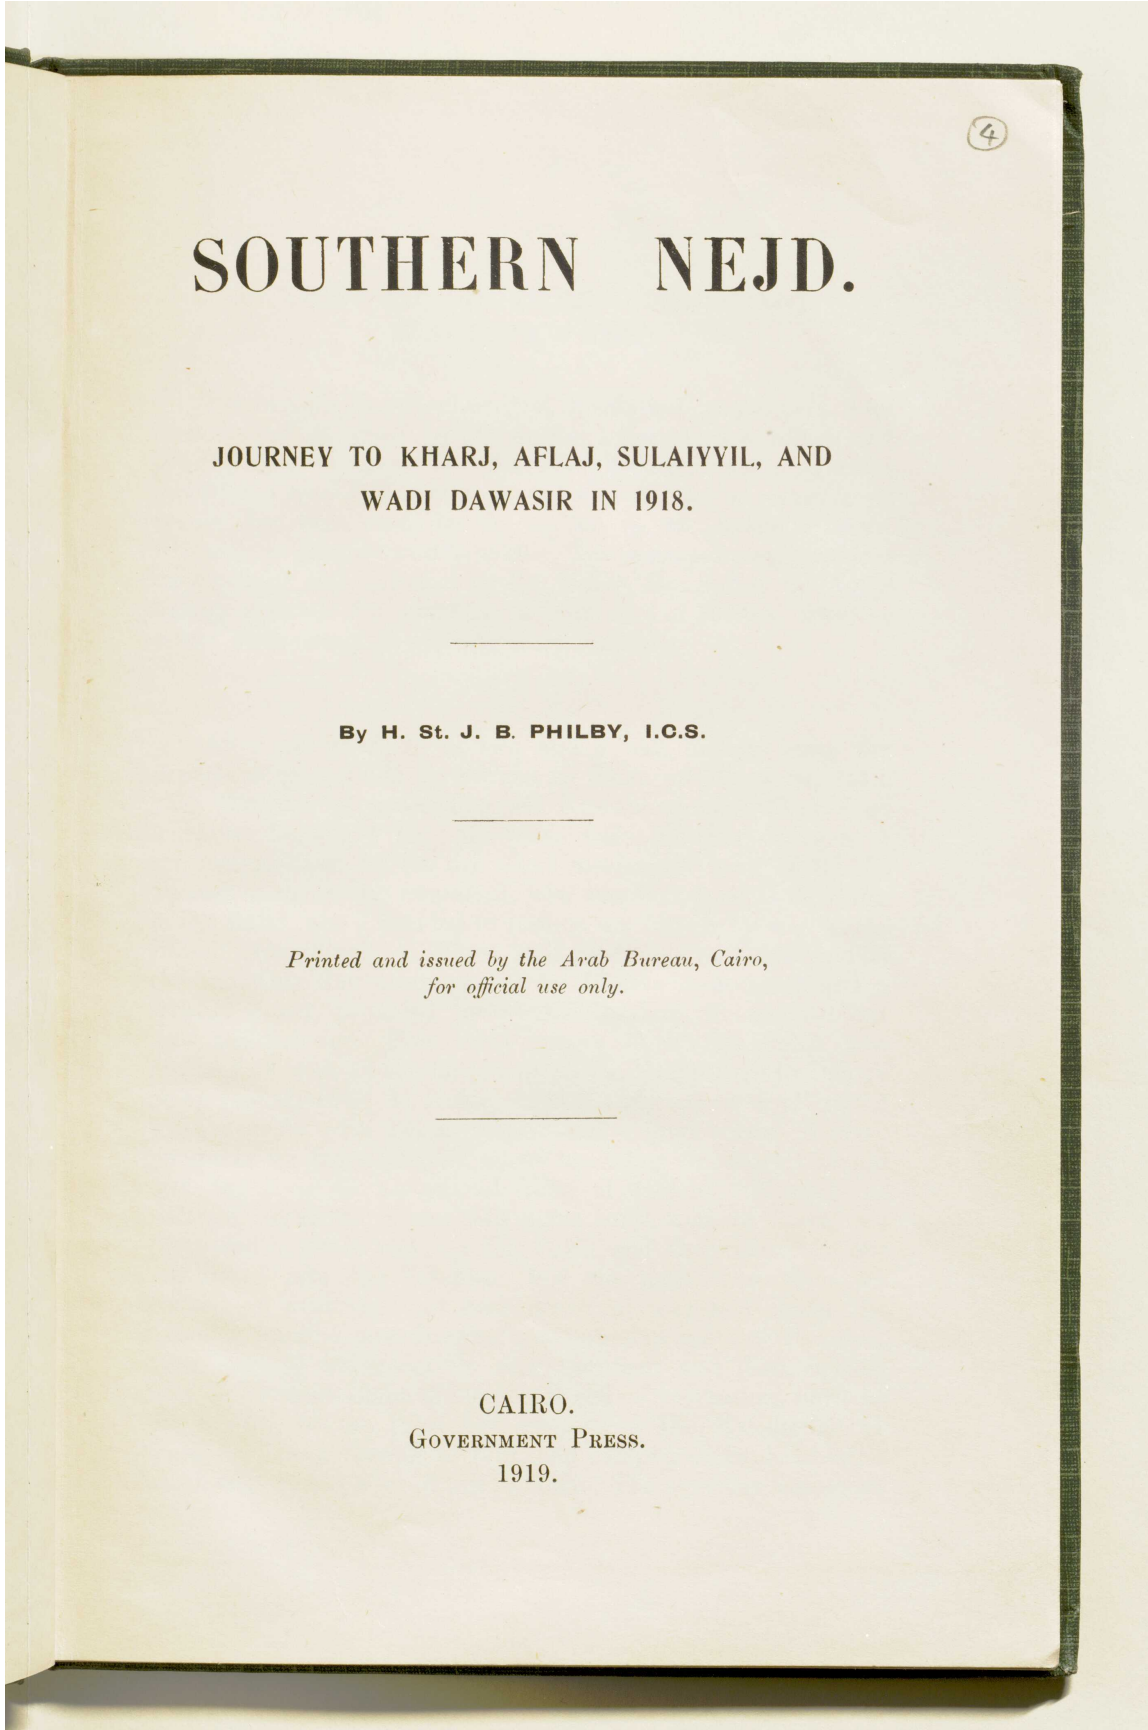 4
SOUTHERN NEJD.
JOURNEY TO KHARJ, AFLAJ, SULAIYYIL, AND
WADI DAWASIR IN 1918.
By H. St. J. B. PHILBY, I.C.S.
Printed and issued by the Arab Bureau, Cairo,
for official use only.
CAIRO.
GOVERNMENT PRESS.
1919.